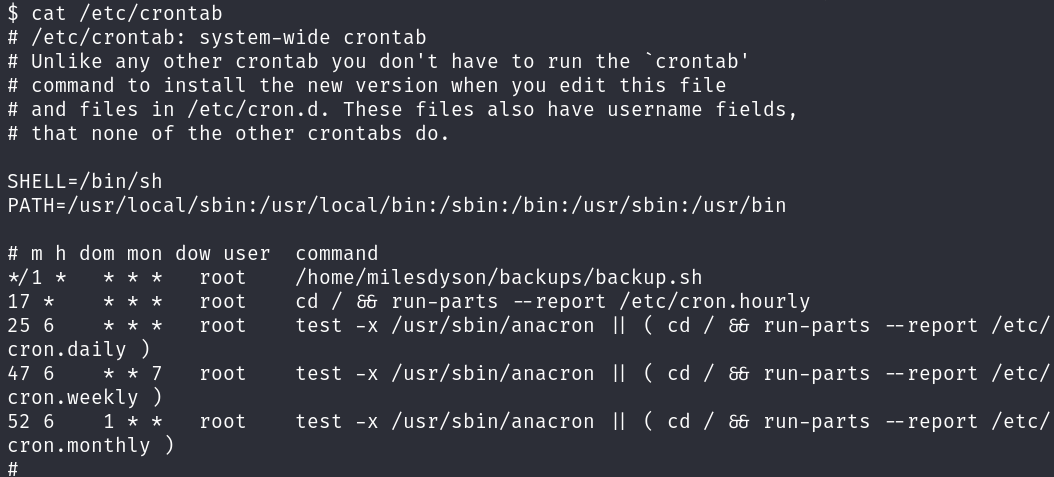 $ cat /etc/crontab
# /etc/crontab: system-wide crontab
# Unlike any other crontab you don't have to run the `crontab'
# command to install the new version when you edit this file
# and files in /etc/cron.d. These files also have username fields,
# that none of the other crontabs do.
SHELL=/bin/sh
PATH=/usr/local/sbin:/usr/local/bin:/sbin:/bin:/usr/sbin:/usr/bin
# m h dom mon dow user  command
*/1 *   * * *   root    /home/milesdyson/backups/backup.sh
17 *    * * *   root    cd / && run-parts --report /etc/cron.hourly
25 6    * * *   root    test -x /usr/sbin/anacron || ( cd / && run-parts --report /etc/
cron.daily )
47 6    * * 7   root    test -x /usr/sbin/anacron || ( cd / && run-parts --report /etc/
cron.weekly )
52 6    1 * *   root    test -x /usr/sbin/anacron || ( cd / && run-parts --report /etc/
cron.monthly )
#